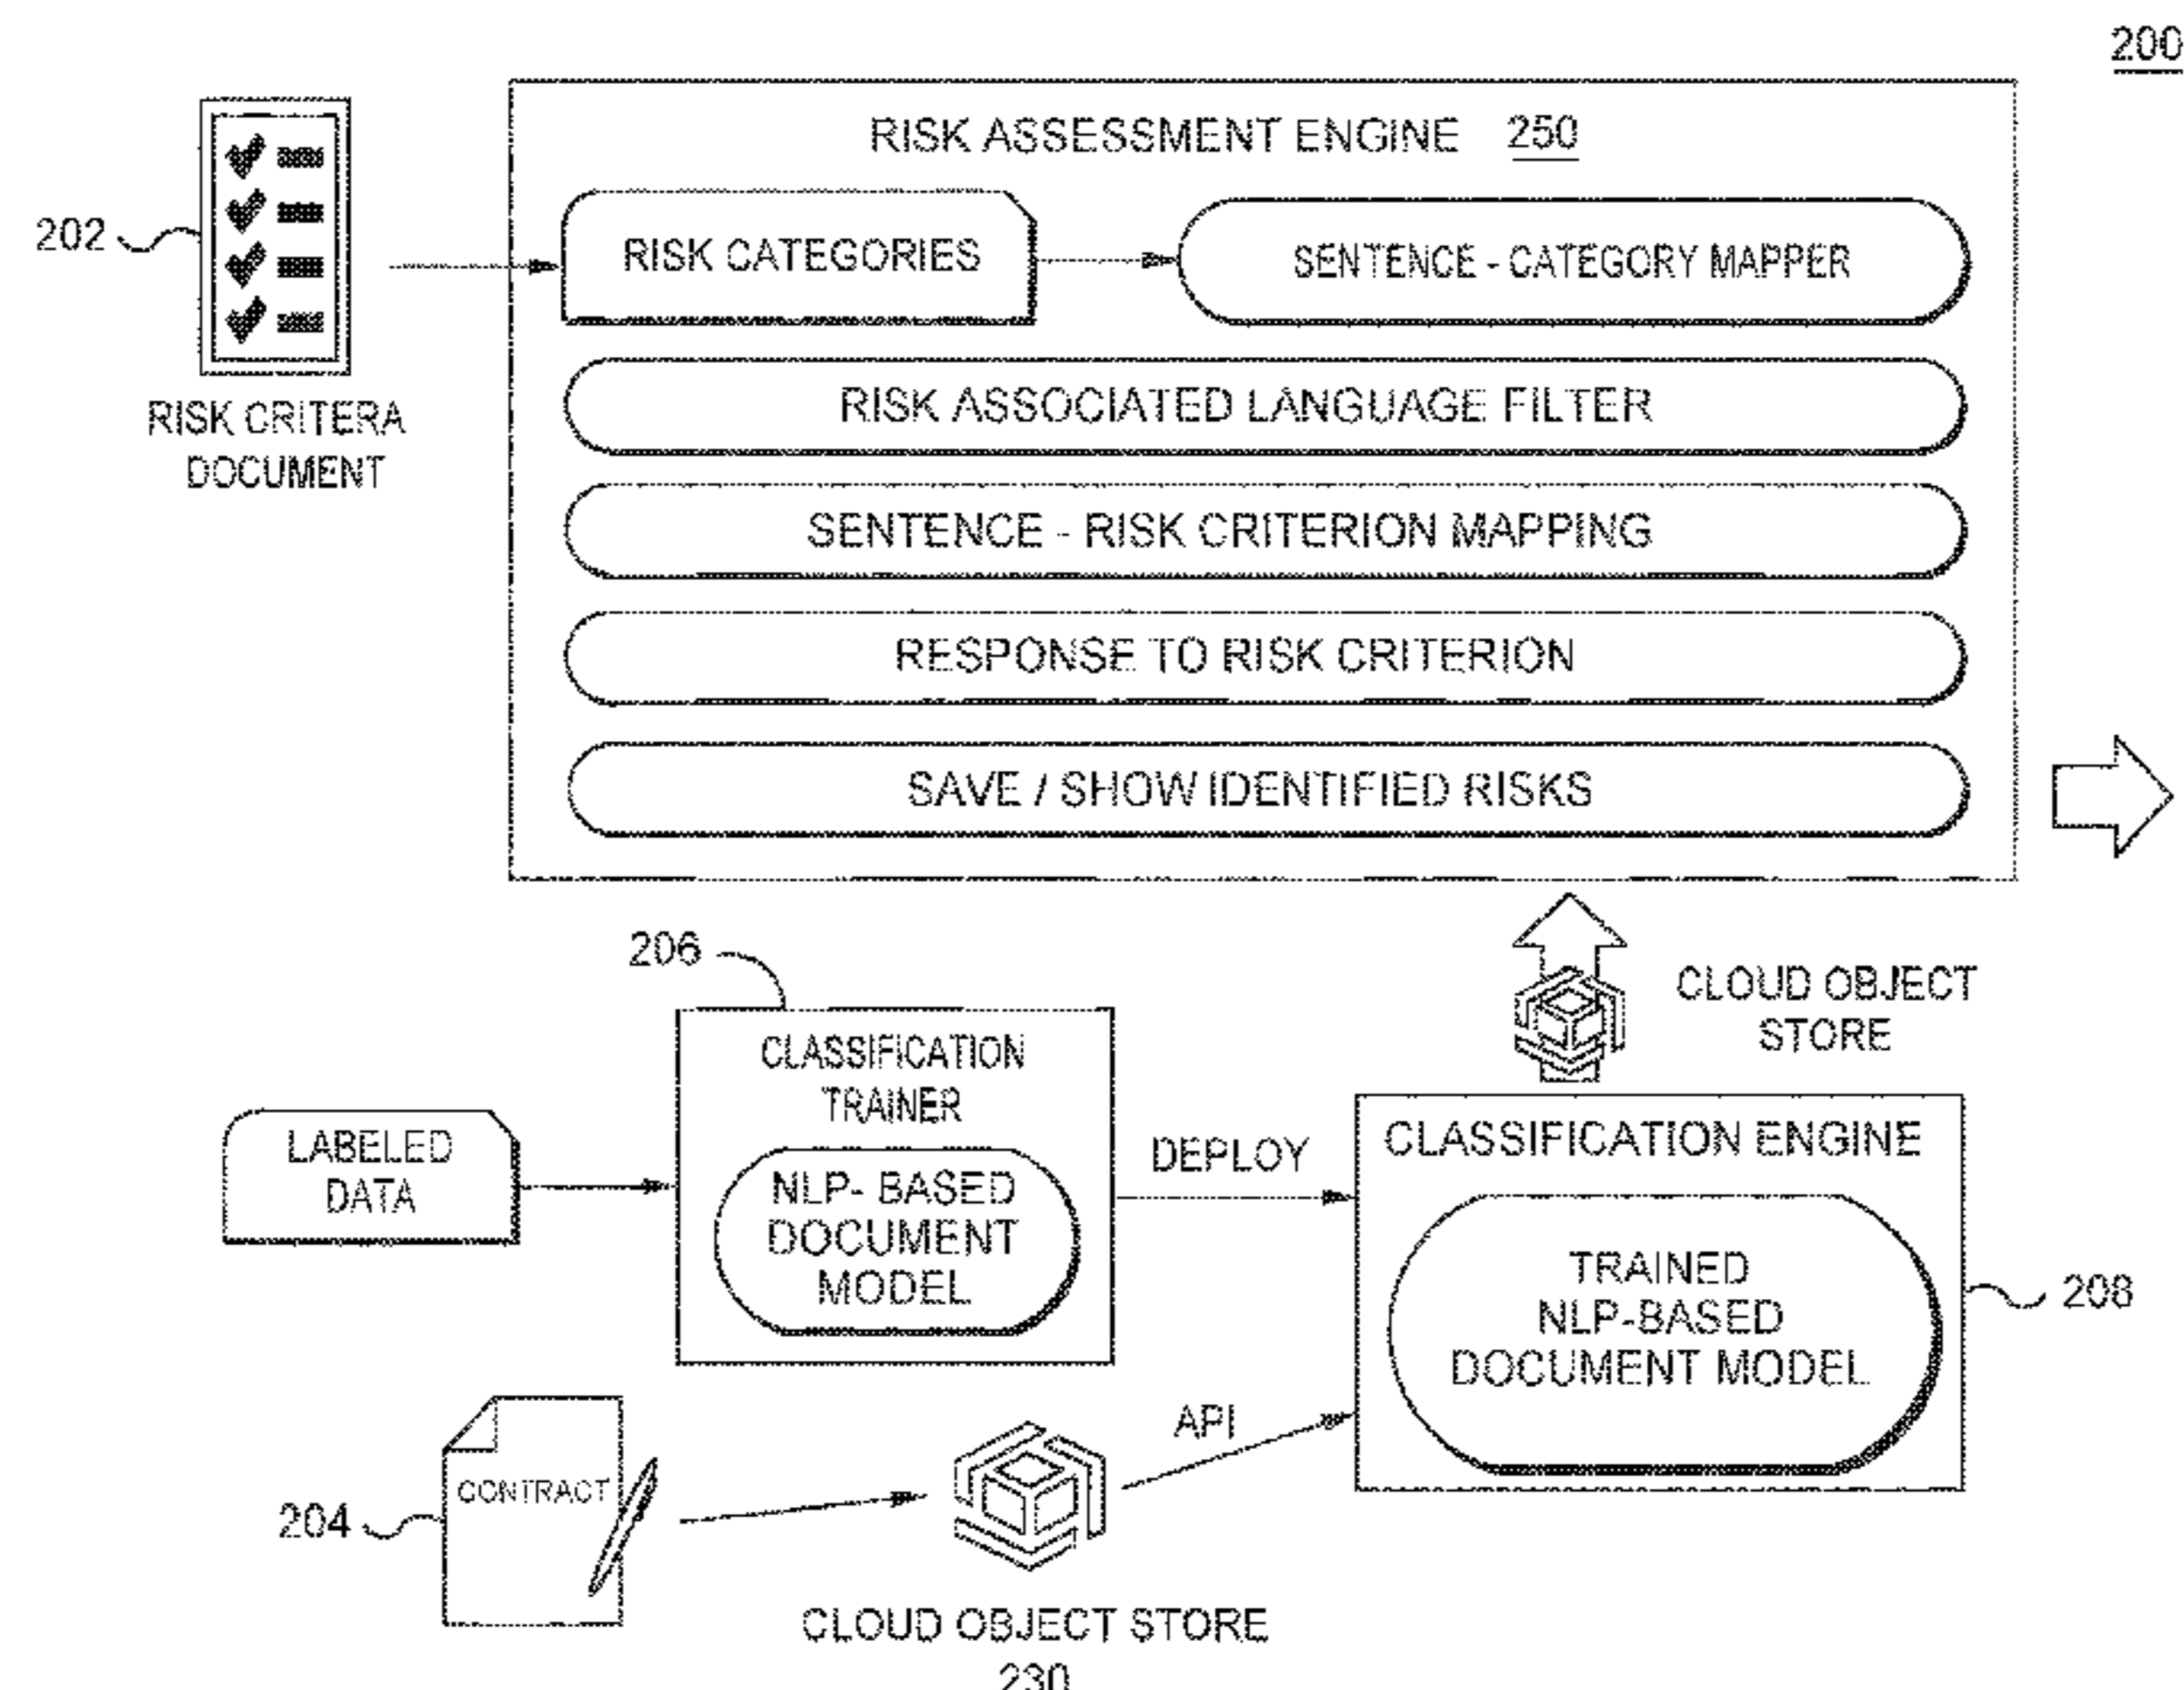 200
RISK ASSESSMENT ENGINE 250
202
RISK CATEGORIES
SENTENCE - CATEGORY MAPPER
RISK CRITERA
DOCUMENT
RISK ASSOCIATED LANGUAGE FILTER
SENTENCE - RISK CRITERION MAPPING
RESPONSE TO RISK CRITERION
SAVE / SHOW IDENTIFIED RISKS
206
CLOUD OBJECT
STORE
CLASSIFICATION
TRAINER
LABELED
DATA
NLP- BASED
DOCUMENT
MODEL
DEPLOY
CLASSIFICATION ENGINE
TRAINED
NLP-BASED
DOCUMENT MODEL
208
CONTRACT
204
API
CLOUD OBJECT STORE
230